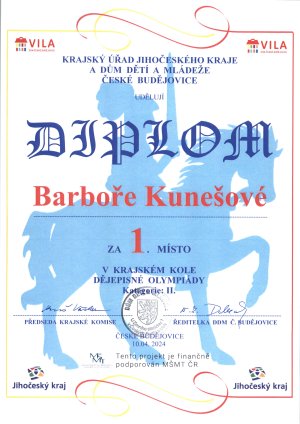 VILA
VILA
KRAJSKÝ ÚŘAD JIHOČESKÉHO KRAJE
A DŮM DĚTÍ A MLÁDEŽE
ČESKÉ BUDĚJOVICE
UDĚLUJÍ
DIPLOM
Barboře Kunešové
ZA 1. MÍSTO
V KRAJSKÉM KOLE
DĚJEPISNÉ OLYMPIÁDY
Kategorie: II.
PŘEDSEDA KRAJSKÉ KOMISE
ŘEDITELKA DDM Č. BUDĚJOVICE
ČESKÉ BUDĚJOVICE
10.04. 2024
Tento projekt je finančně
podporován MŠMT ČR
Jihočeský kraj
Jihočeský kraj